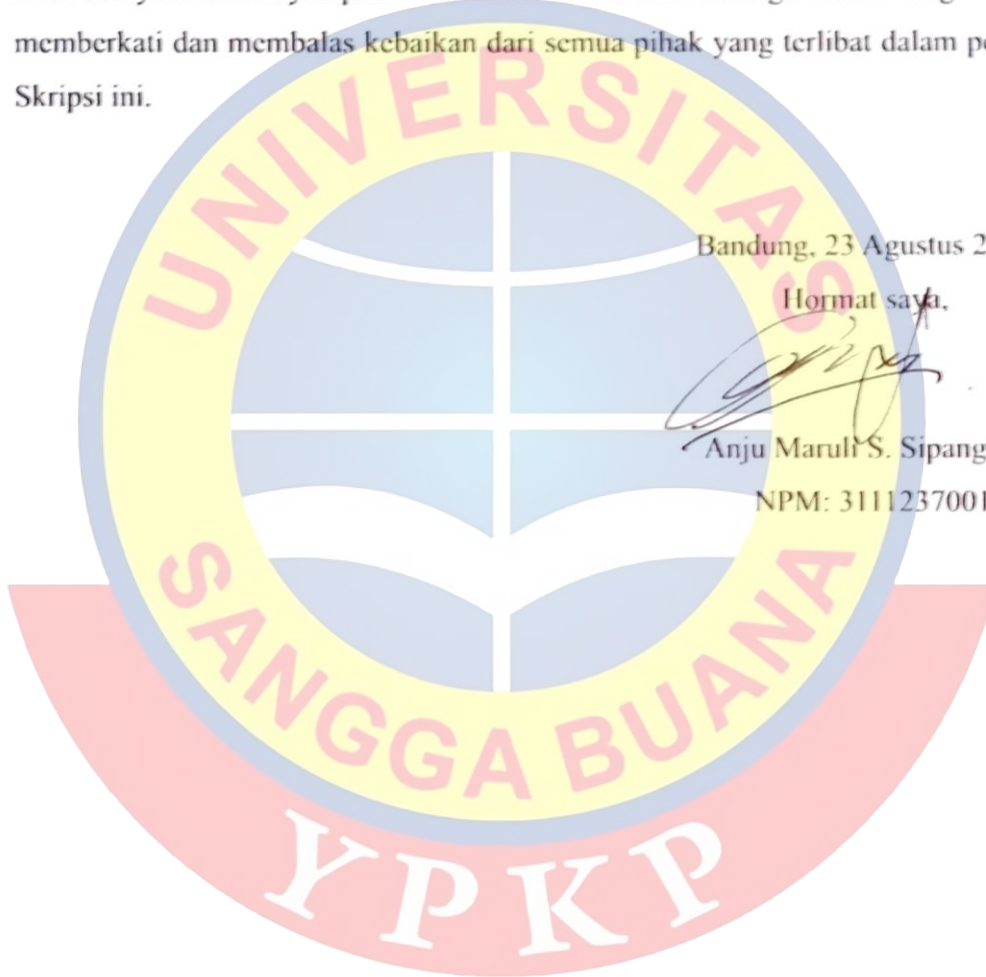 memberkati dan membalas kebaikan dari semua pihak yang terlibat dalam
Skripsi ini.
UNIVERSITAS
Bandung, 23 Agustus
Hormat saya,
Anju Maruli S.
NPM: 3111237001
SANGGA BUANA
YPKP